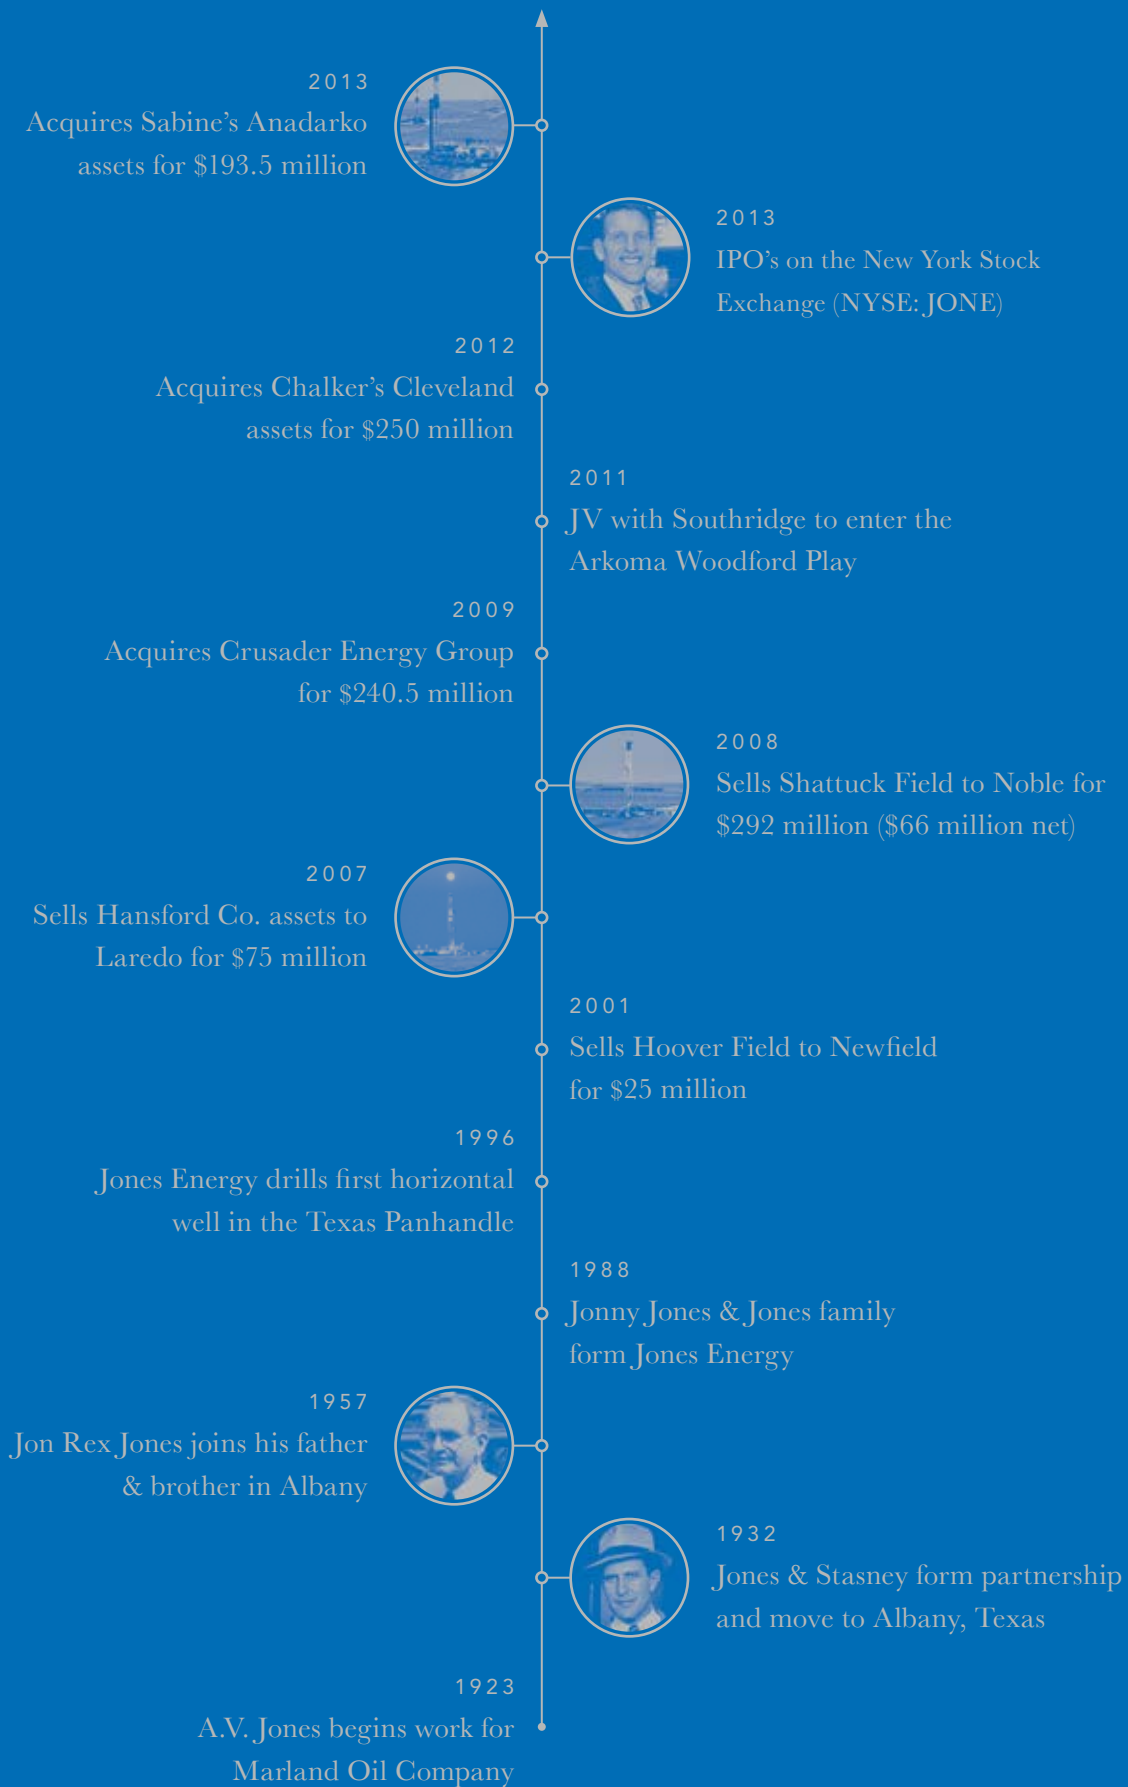 2013
Acquires Sabine’s Anadarko
assets for $193.5 million
2013
IPO’s on the New York Stock
Exchange (NYSE: JONE)
2012
Acquires Chalker’s Cleveland
assets for $250 million
2011
JV with Southridge to enter the
Arkoma Woodford Play
2009
Acquires Crusader Energy Group
for $240.5 million
2008
Sells Shattuck Field to Noble for
$292 million ($66 million net)
2007
Sells Hansford Co. assets to
Laredo for $75 million
2001
Sells Hoover Field to Newfield
for $25 million
1996
Jones Energy drills first horizontal
well in the Texas Panhandle
1988
Jonny Jones & Jones family
form Jones Energy
1957
Jon Rex Jones joins his father
& brother in Albany
1932
Jones & Stasney form partnership
and move to Albany, Texas
1923
A.V. Jones begins work for
Marland Oil Company